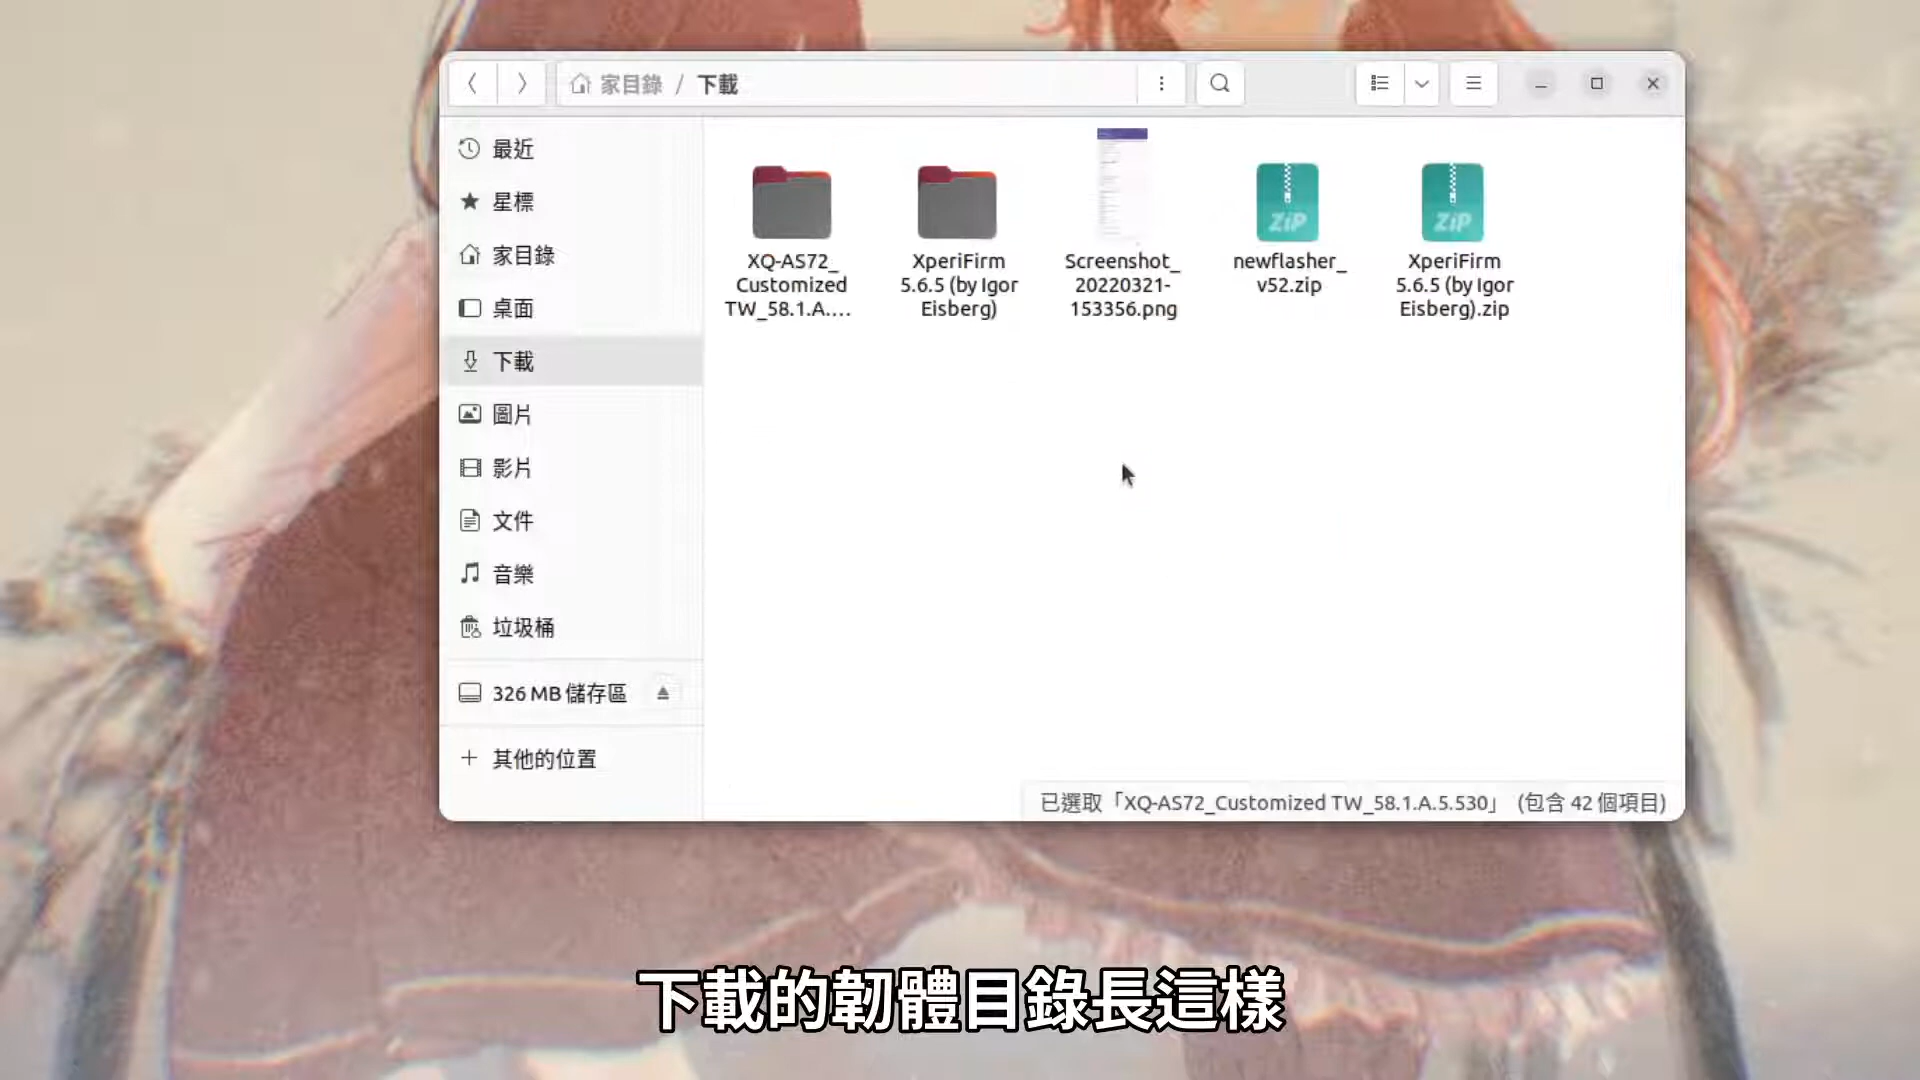 家目錄 / 下載
最近
星標
家目錄
桌面
下載
圖片
影片
文件
音樂
垃圾桶
326 MB 儲存區
其他的位置
XQ-AS72_
Customized
TW_58.1.A....
XperiFirm
5.6.5 (by Igor
Eisberg)
Screenshot_
20220321-
153356.png
ZiP
newflasher_
v52.zip
ZiP
XperiFirm
5.6.5 (by Igor
Eisberg).zip
已選取「XQ-AS72_Customized TW_58.1.A.5.530」 (包含 42 個項目)
下載的韌體目錄長這樣